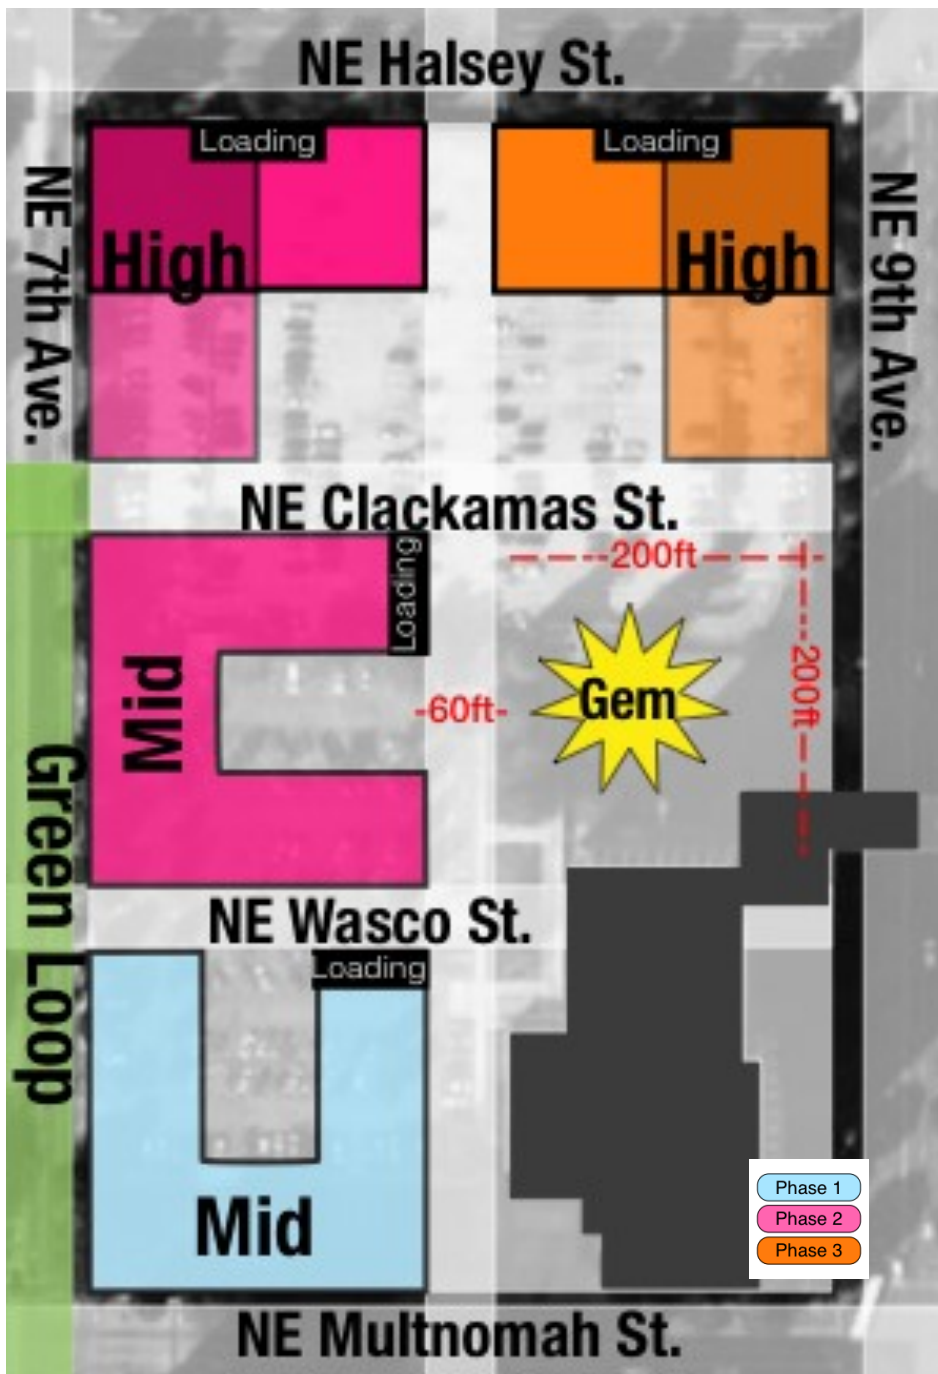 NE Halsey St.
Loading
Loading
NE 7th Ave.
High
High
NE 9th Ave.
NE Clackamas St.
Loading
--200ft
200ft
Mid
-60ft-
Gem
Green Loop
NE Wasco St.
Loading
Mid
Phase 1
Phase 2
Phase 3
NE Multnomah St.